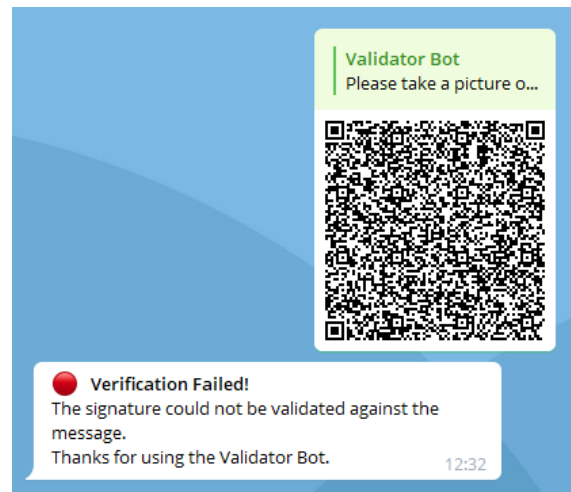 Validator Bot
Please take a picture o...
🔴 Verification Failed!
The signature could not be validated against the
message.
Thanks for using the Validator Bot.
12:32